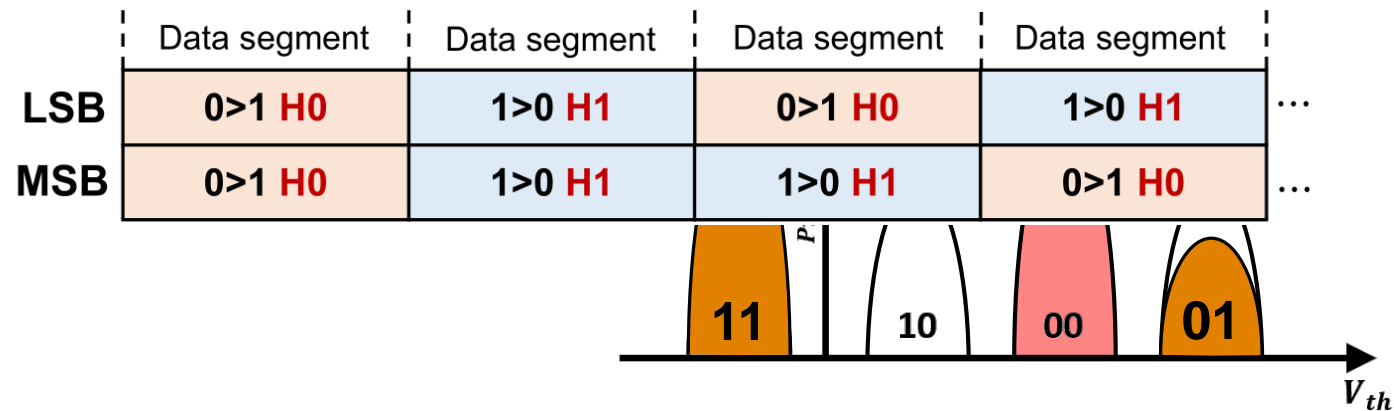 Data segment Data segment Data segment Data segment
LSB 0>1 H0 1>0 H1 0>1 H0 1>0 H1 ...
MSB 0>1 H0 1>0 H1 1>0 H1 0>1 H0 ...
11 10 00 01
V_th